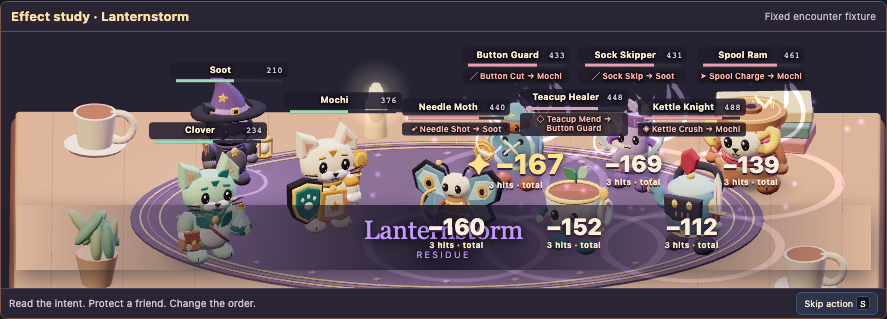 Effect study · Lanternstorm
Fixed encounter fixture
Button Guard 433
Button Cut → Mochi
Sock Skipper 431
Sock Skip → Soot
Spool Ram 461
Spool Charge → Mochi
Soot 210
Mochi 376
Needle Moth 440
Needle Shot → Soot
Teacup Healer 448
Teacup Mend →
Button Guard
Kettle Knight 488
Kettle Crush → Mochi
Clover 234
−167
3 hits · total
−169
3 hits · total
−139
3 hits · total
Lanternstorm
RESIDUE
−160
3 hits · total
−152
3 hits · total
−112
3 hits · total
Read the intent. Protect a friend. Change the order.
Skip action S